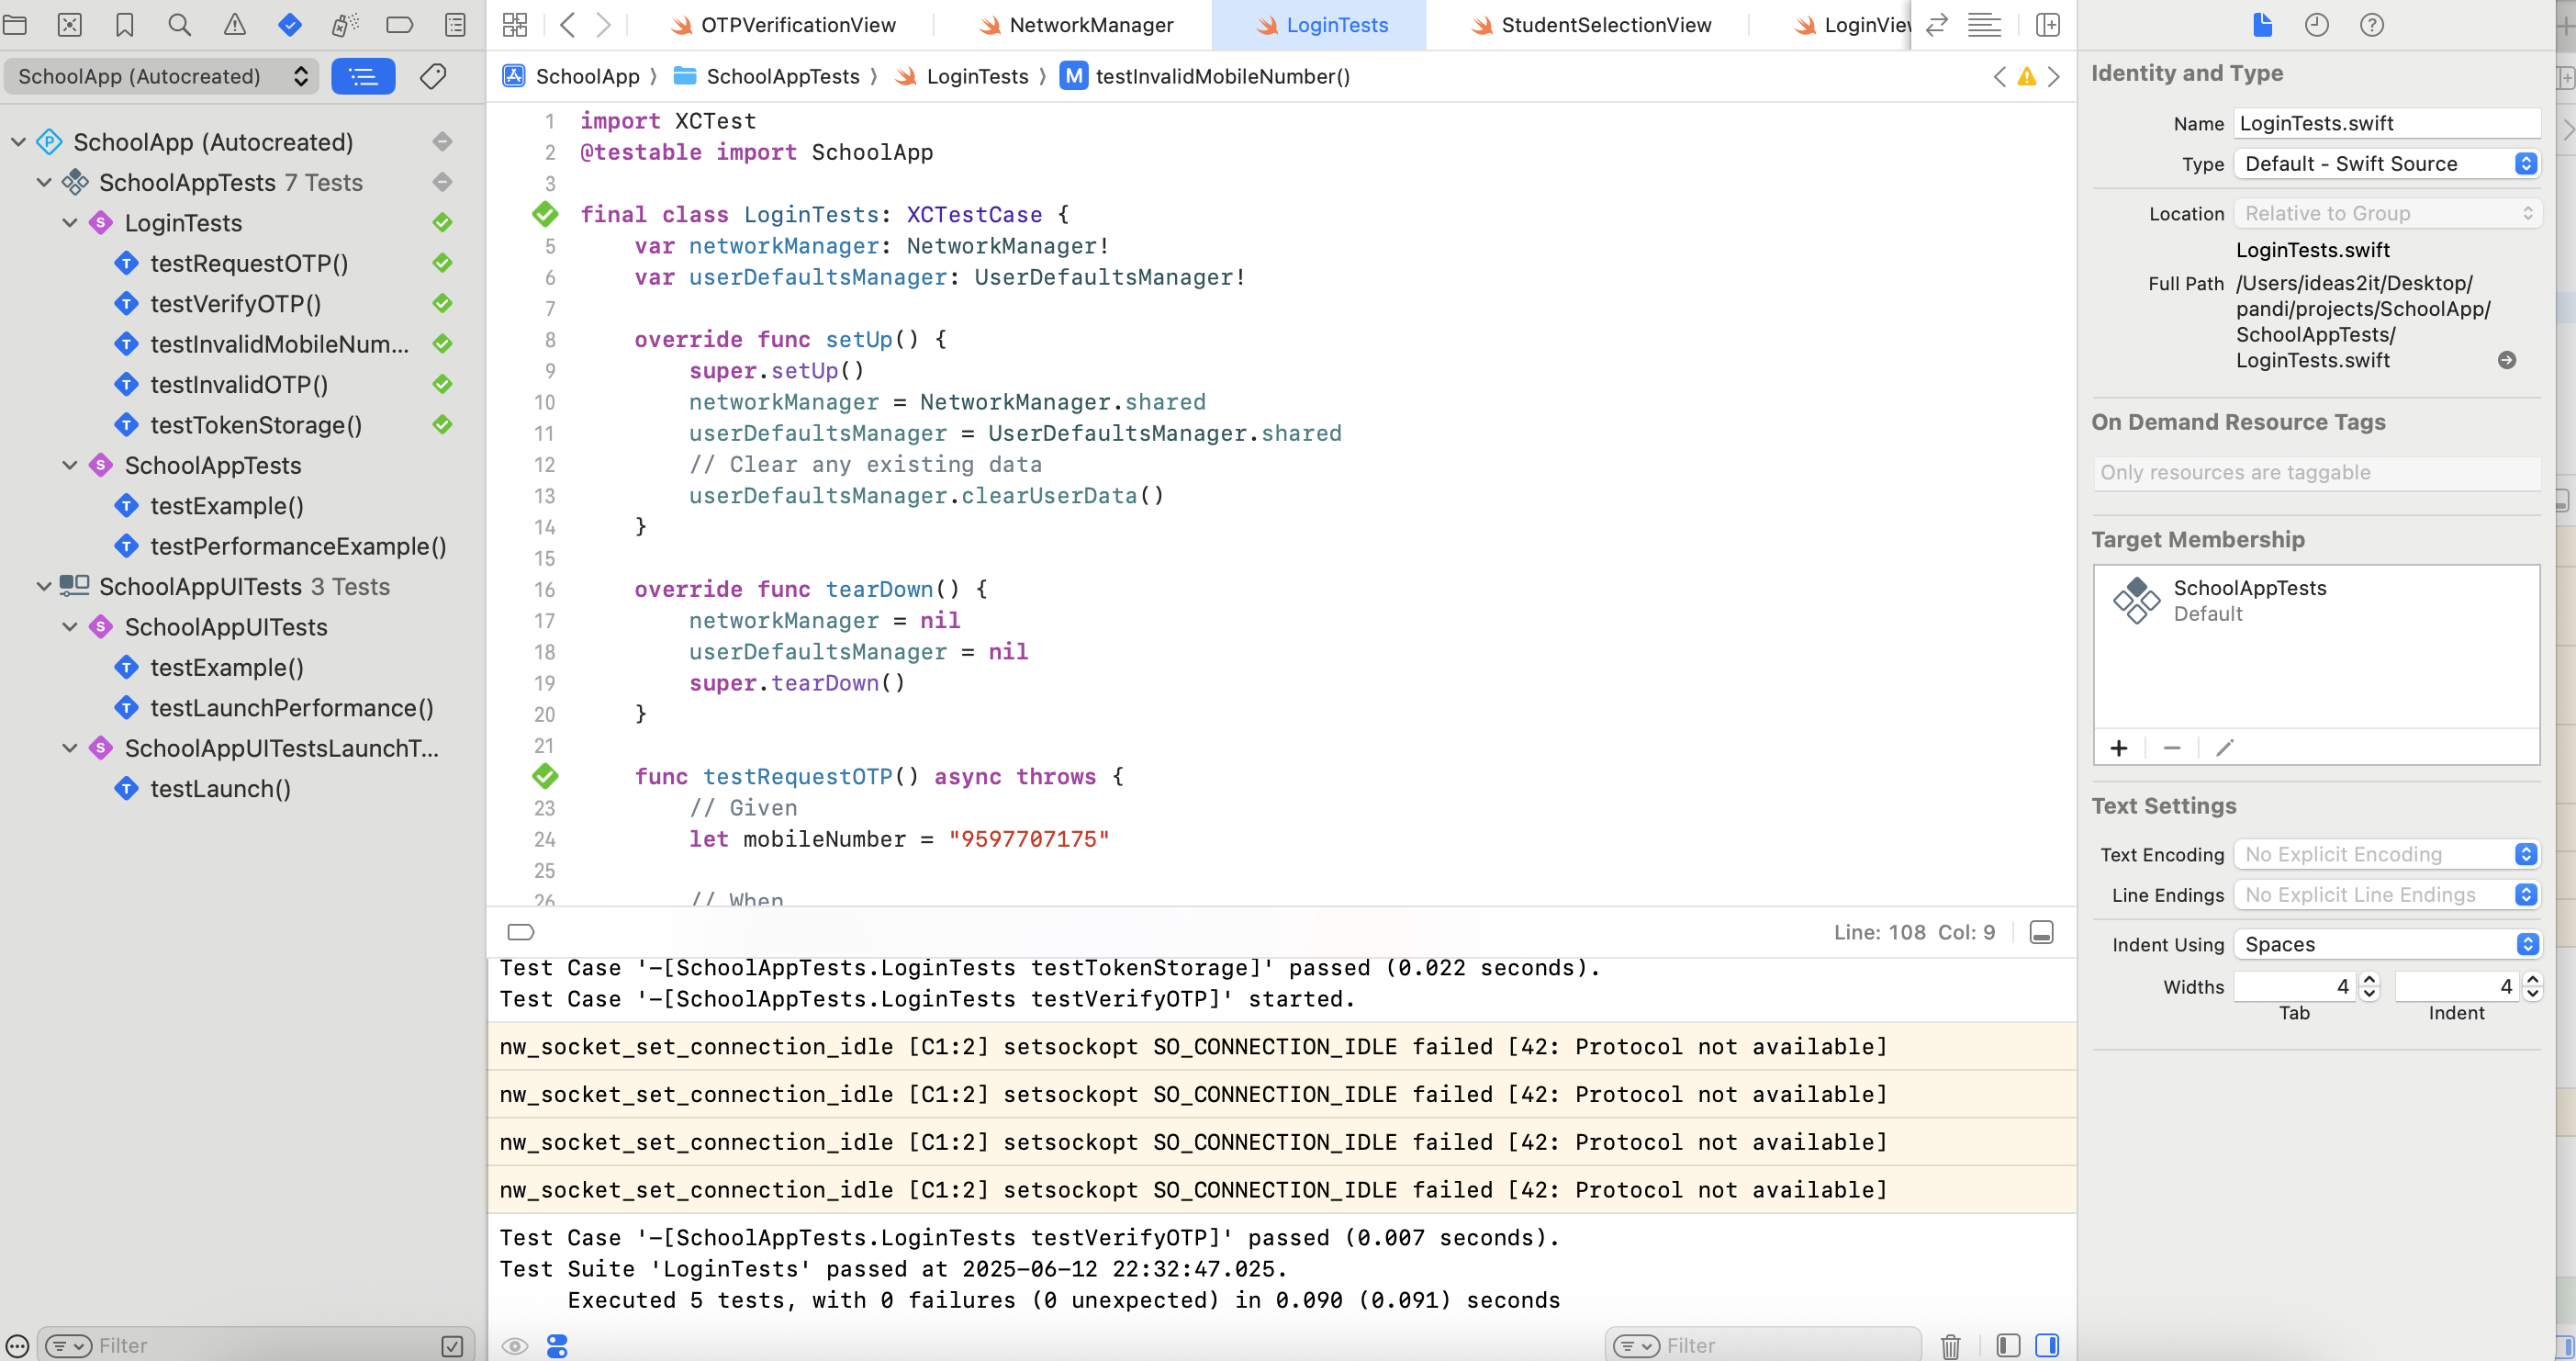 SchoolApp (Autocreated)
SchoolApp (Autocreated)
SchoolAppTests 7 Tests
LoginTests
testRequestOTP()
testVerifyOTP()
testInvalidMobileNum...
testInvalidOTP()
testTokenStorage()
SchoolAppTests
testExample()
testPerformanceExample()
SchoolAppUITests 3 Tests
SchoolAppUITests
testExample()
testLaunchPerformance()
SchoolAppUITestsLaunchT...
testLaunch()
Filter
OTPVerificationView
NetworkManager
LoginTests
StudentSelectionView
LoginView
SchoolApp 〉 SchoolAppTests 〉 LoginTests 〉 M testInvalidMobileNumber()
1 import XCTest
2 @testable import SchoolApp
3
final class LoginTests: XCTestCase {
5 var networkManager: NetworkManager!
6 var userDefaultsManager: UserDefaultsManager!
7
8 override func setUp() {
9 super.setUp()
10 networkManager = NetworkManager.shared
11 userDefaultsManager = UserDefaultsManager.shared
12 // Clear any existing data
13 userDefaultsManager.clearUserData()
14 }
15
16 override func tearDown() {
17 networkManager = nil
18 userDefaultsManager = nil
19 super.tearDown()
20 }
21
func testRequestOTP() async throws {
23 // Given
24 let mobileNumber = "9597707175"
25
26 // When
Line: 108 Col: 9
Test Case '-[SchoolAppTests.LoginTests testTokenStorage]' passed (0.022 seconds).
Test Case '-[SchoolAppTests.LoginTests testVerifyOTP]' started.
nw_socket_set_connection_idle [C1:2] setsockopt SO_CONNECTION_IDLE failed [42: Protocol not available]
nw_socket_set_connection_idle [C1:2] setsockopt SO_CONNECTION_IDLE failed [42: Protocol not available]
nw_socket_set_connection_idle [C1:2] setsockopt SO_CONNECTION_IDLE failed [42: Protocol not available]
nw_socket_set_connection_idle [C1:2] setsockopt SO_CONNECTION_IDLE failed [42: Protocol not available]
Test Case '-[SchoolAppTests.LoginTests testVerifyOTP]' passed (0.007 seconds).
Test Suite 'LoginTests' passed at 2025-06-12 22:32:47.025.
Executed 5 tests, with 0 failures (0 unexpected) in 0.090 (0.091) seconds
Filter
Identity and Type
Name LoginTests.swift
Type Default - Swift Source
Location Relative to Group
LoginTests.swift
Full Path /Users/ideas2it/Desktop/
pandi/projects/SchoolApp/
SchoolAppTests/
LoginTests.swift
On Demand Resource Tags
Only resources are taggable
Target Membership
SchoolAppTests
Default
Text Settings
Text Encoding No Explicit Encoding
Line Endings No Explicit Line Endings
Indent Using Spaces
Widths 4 4
Tab Indent